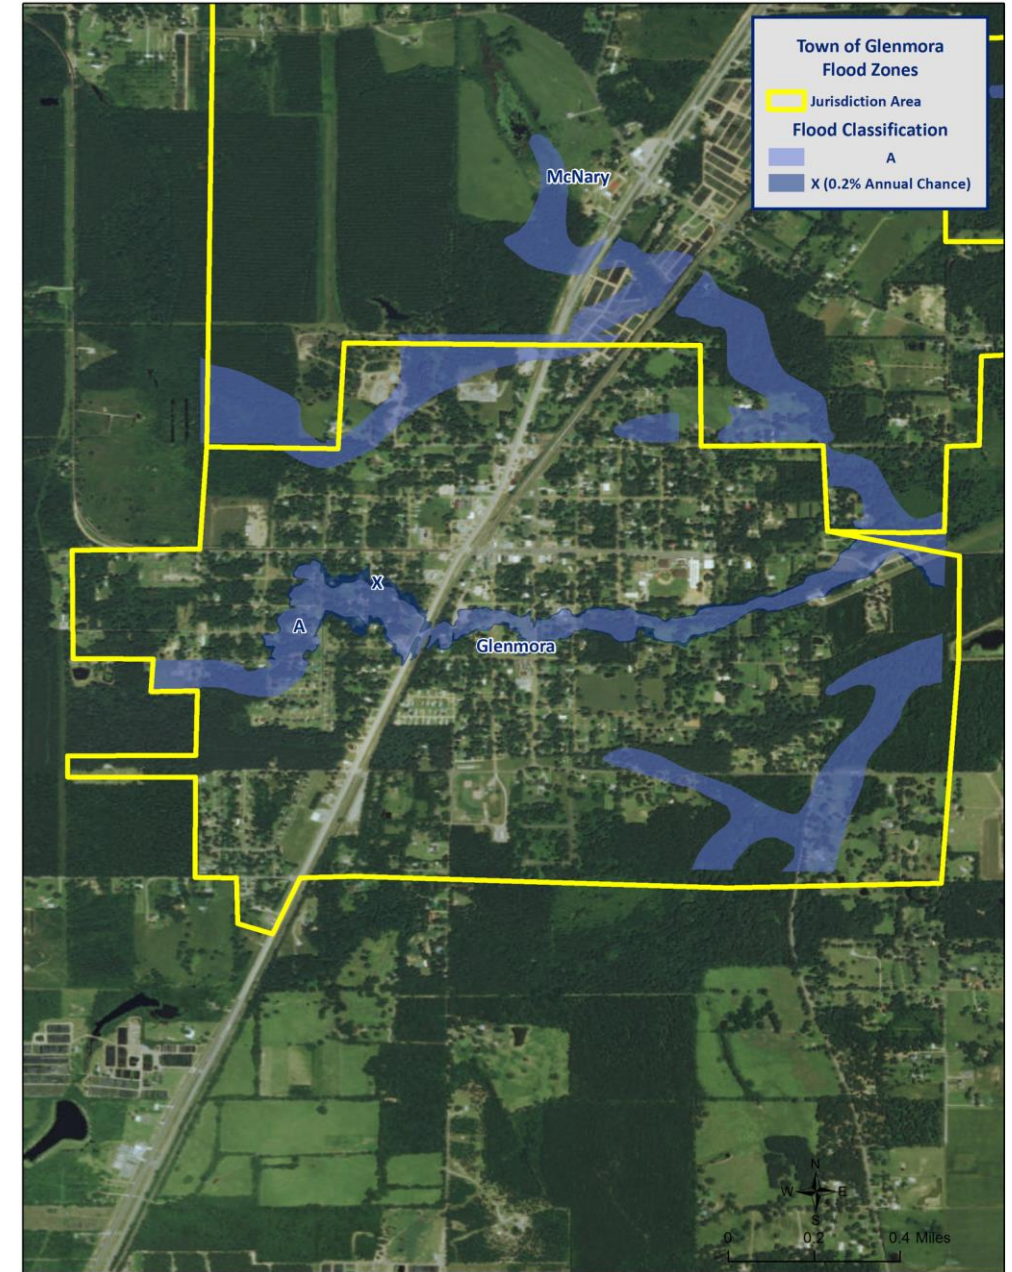 Town of Glenmora
Flood Zones
Jurisdiction Area
Flood Classification
A
X (0.2% Annual Chance)
McNary
X
A
Glenmora
N
W E
S
0 0.2 0.4 Miles